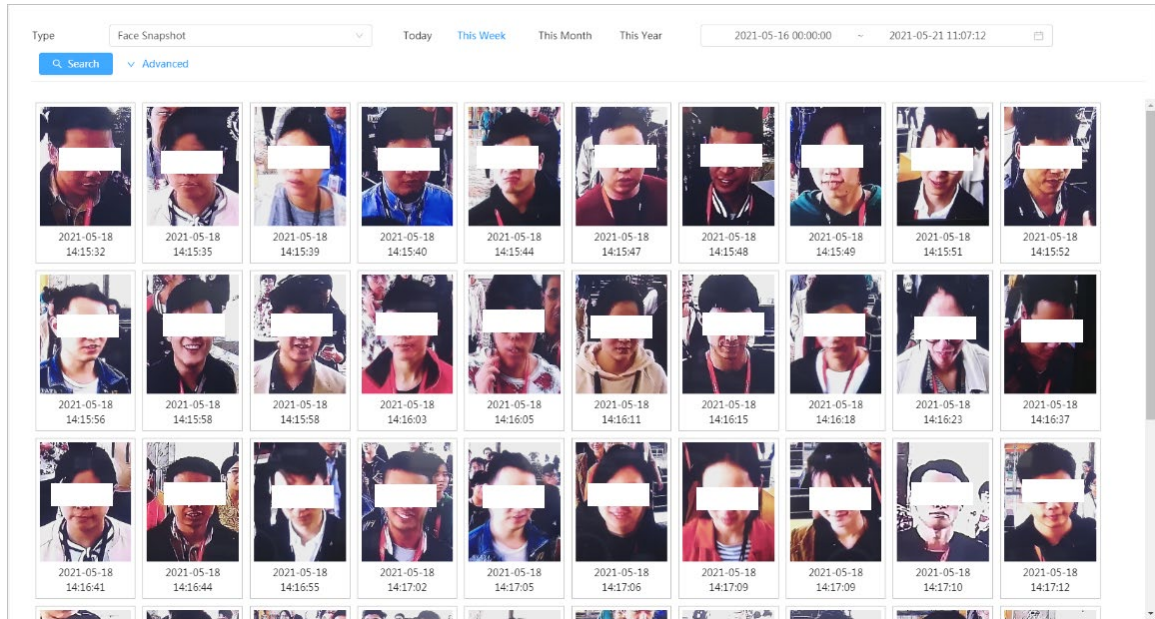 Type Face Snapshot Today This Week This Month This Year 2021-05-16 00:00:00 ~ 2021-05-21 11:07:12
Search Advanced
2021-05-18 2021-05-18 2021-05-18 2021-05-18 2021-05-18 2021-05-18 2021-05-18 2021-05-18 2021-05-18 2021-05-18
14:15:32 14:15:35 14:15:39 14:15:40 14:15:44 14:15:47 14:15:48 14:15:49 14:15:51 14:15:52
2021-05-18 2021-05-18 2021-05-18 2021-05-18 2021-05-18 2021-05-18 2021-05-18 2021-05-18 2021-05-18 2021-05-18
14:15:56 14:15:58 14:15:58 14:16:03 14:16:05 14:16:11 14:16:15 14:16:18 14:16:23 14:16:37
2021-05-18 2021-05-18 2021-05-18 2021-05-18 2021-05-18 2021-05-18 2021-05-18 2021-05-18 2021-05-18 2021-05-18
14:16:41 14:16:44 14:16:55 14:17:02 14:17:05 14:17:06 14:17:09 14:17:09 14:17:10 14:17:12